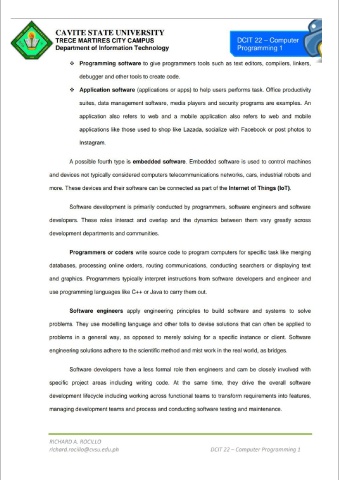 CAVITE STATE UNIVERSITY
TRECE MARTIRES CITY CAMPUS
Department of Information Technology
DCIT 22 – Computer
Programming 1
❖ Programming software to give programmers tools such as text editors, compilers, linkers,
debugger and other tools to create code.
❖ Application software (applications or apps) to help users perform task. Office productivity
suites, data management software, media players and security programs are examples. An
application also refers to web and a mobile application also refers to web and mobile
applications like those used to shop like Lazada, socialize with Facebook or post photos to
Instagram.
A possible fourth type is embedded software. Embedded software is used to control machines
and devices not typically considered computers telecommunications networks, cars, industrial robots and
more. These devices and their software can be connected as part of the Internet of Things (IoT).
Software development is primarily conducted by programmers, software engineers and software
developers. These roles interact and overlap and the dynamics between them vary greatly across
development departments and communities.
Programmers or coders write source code to program computers for specific task like merging
databases, processing online orders, routing communications, conducting searchers or displaying text
and graphics. Programmers typically interpret instructions from software developers and engineer and
use programming languages like C++ or Java to carry them out.
Software engineers apply engineering principles to build software and systems to solve
problems. They use modelling language and other tolls to devise solutions that can often be applied to
problems in a general way, as opposed to merely solving for a specific instance or client. Software
engineering solutions adhere to the scientific method and mist work in the real world, as bridges.
Software developers have a less formal role then engineers and cam be closely involved with
specific project areas including writing code. At the same time, they drive the overall software
development lifecycle including working across functional teams to transform requirements into features,
managing development teams and process and conducting software testing and maintenance.
RICHARD A. ROCILLO
richard.rocillo@cvsu.edu.ph DCIT 22 – Computer Programming 1